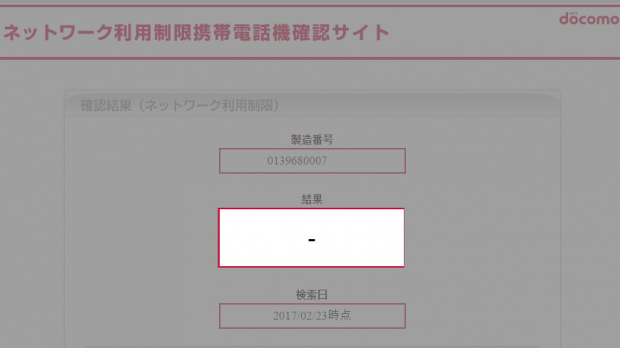 döcomo
ネットワーク利用制限携帯電話機確認サイト
確認結果（ネットワーク利用制限）
製造番号
0139680007
結果
-
検索日
2017/02/23時点